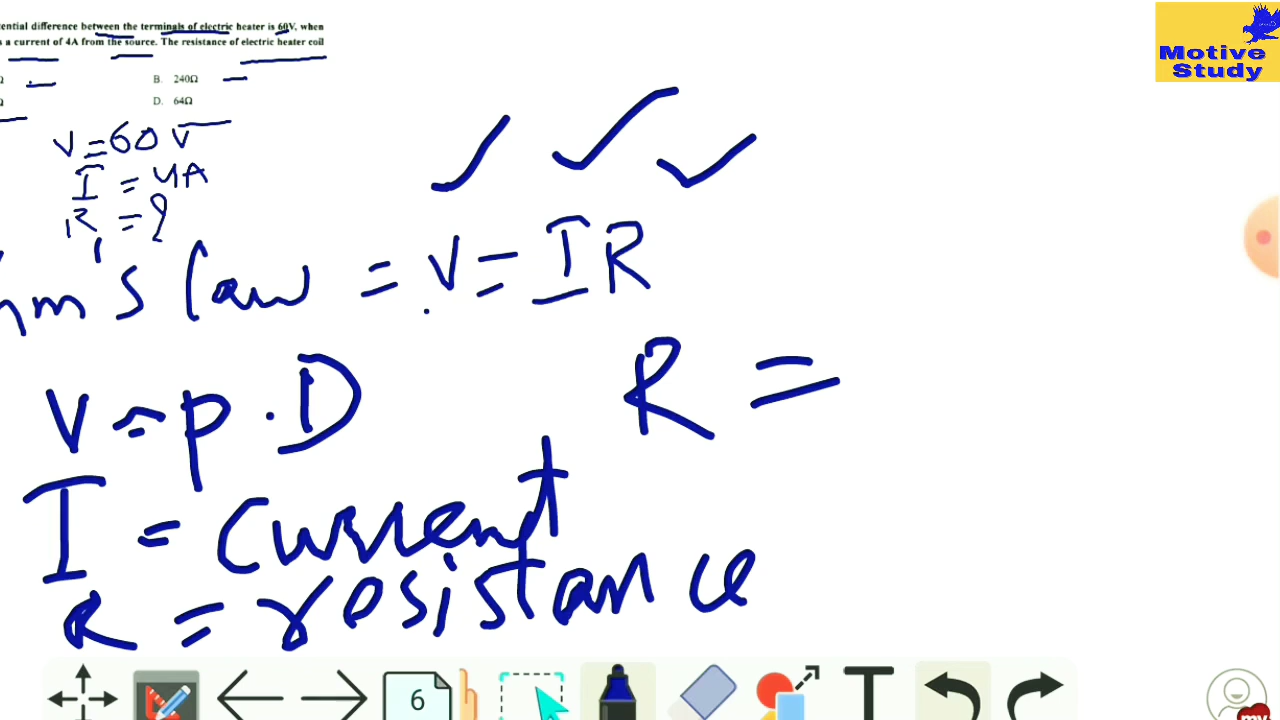 ential difference between the terminals of electric heater is 60V, when
s a current of 4A from the source. The resistance of electric heater coil
Ω B. 240Ω
Ω D. 64Ω
V = 60 V
I = 4A
R = ?
hm's law = V = IR
V = P.D
R =
I = current
R = resistance
6
T
Motive
Study